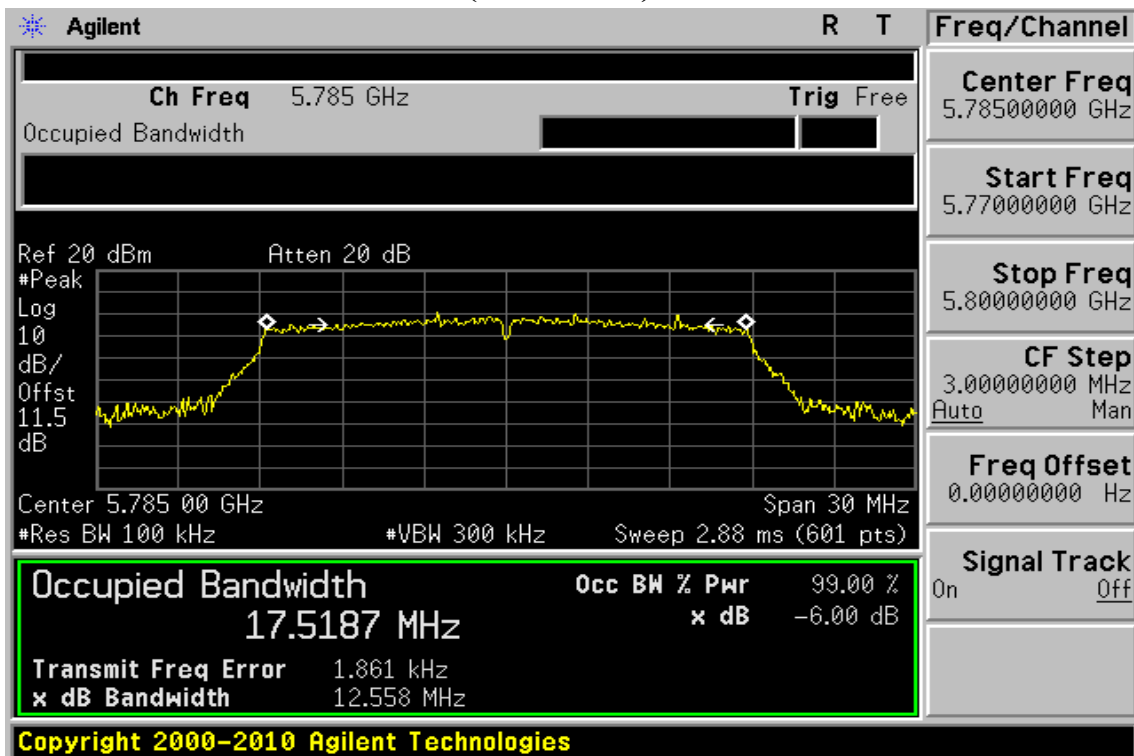 Agilent R T Freq/Channel
Ch Freq 5.785 GHz Trig Free
Occupied Bandwidth
Center Freq
5.78500000 GHz
Start Freq
5.77000000 GHz
Stop Freq
5.80000000 GHz
CF Step
3.00000000 MHz
Auto Man
Freq Offset
0.00000000 Hz
Signal Track
On Off
Ref 20 dBm Atten 20 dB
#Peak
Log
10
dB/
Offst
11.5
dB
Center 5.785 00 GHz Span 30 MHz
#Res BW 100 kHz #VBW 300 kHz Sweep 2.88 ms (601 pts)
Occupied Bandwidth Occ BW % Pwr 99.00 %
17.5187 MHz x dB -6.00 dB
Transmit Freq Error 1.861 kHz
x dB Bandwidth 12.558 MHz
Copyright 2000-2010 Agilent Technologies